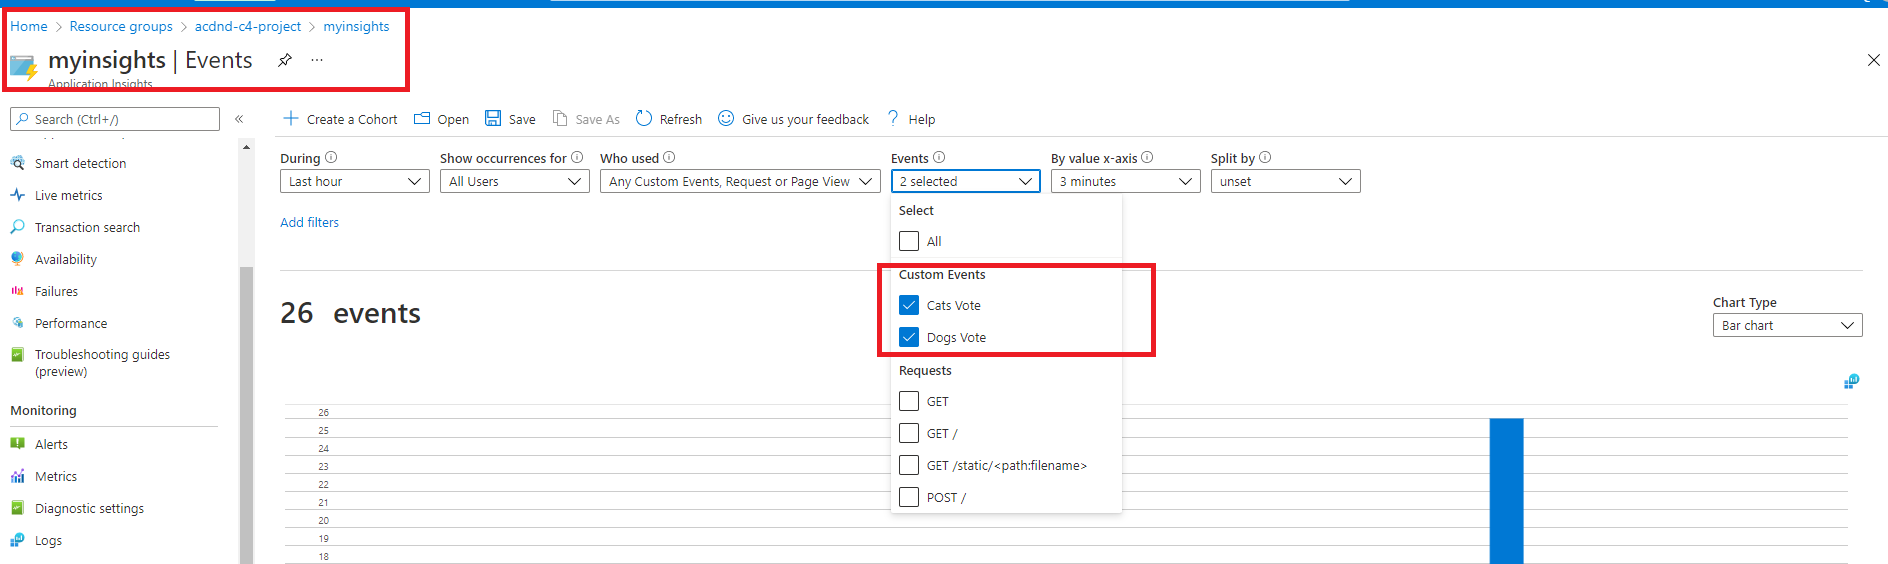 Home > Resource groups > acdnd-c4-project > myinsights
myinsights | Events ...
Application Insights
Search (Ctrl+/) «
Create a Cohort Open Save Save As Refresh Give us your feedback ? Help
Smart detection
Live metrics
Transaction search
Availability
Failures
Performance
Troubleshooting guides
(preview)
Monitoring
Alerts
Metrics
Diagnostic settings
Logs
During Show occurrences for Who used Events By value x-axis Split by
Last hour All Users Any Custom Events, Request or Page View 2 selected 3 minutes unset
Add filters
Select
All
Custom Events
Cats Vote
Dogs Vote
Requests
GET
GET /
GET /static/<path:filename>
POST /
26 events
Chart Type
Bar chart
26
25
24
23
22
21
20
19
18